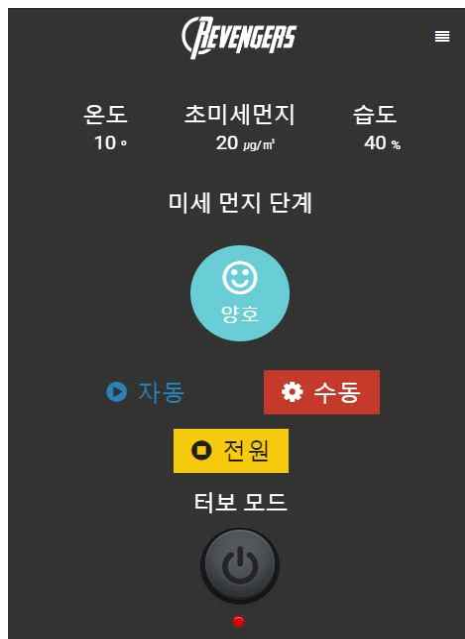 REVENGERS
온도 초미세먼지 습도
10 ° 20 ㎍/㎥ 40 %
미세 먼지 단계
양호
자동 수동
전원
터보 모드